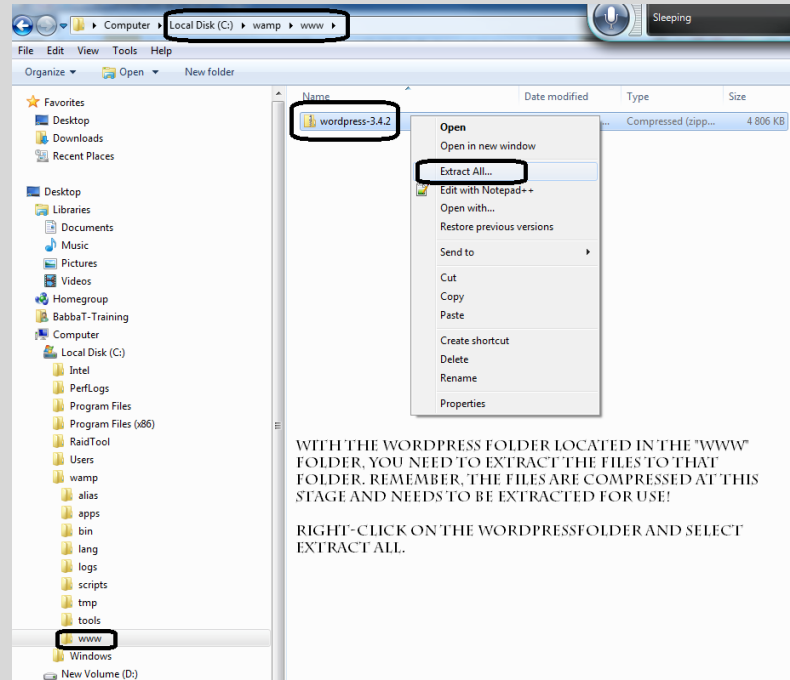 Sleeping
Computer Local Disk (C:) wamp www
File Edit View Tools Help
Organize Open New folder
Name Date modified Type Size
wordpress-3.4.2 ... Compressed (zipp... 4 806 KB
Open
Open in new window
Extract All...
Edit with Notepad++
Open with...
Restore previous versions
Send to
Cut
Copy
Paste
Create shortcut
Delete
Rename
Properties
Favorites
Desktop
Downloads
Recent Places
Desktop
Libraries
Documents
Music
Pictures
Videos
Homegroup
BabbaT-Training
Computer
Local Disk (C:)
Intel
PerfLogs
Program Files
Program Files (x86)
RaidTool
Users
wamp
alias
apps
bin
lang
logs
scripts
tmp
tools
www
Windows
New Volume (D:)
WITH THE WORDPRESS FOLDER LOCATED IN THE "WWW"
FOLDER, YOU NEED TO EXTRACT THE FILES TO THAT
FOLDER. REMEMBER, THE FILES ARE COMPRESSED AT THIS
STAGE AND NEEDS TO BE EXTRACTED FOR USE!
RIGHT-CLICK ON THE WORDPRESSFOLDER AND SELECT
EXTRACT ALL.